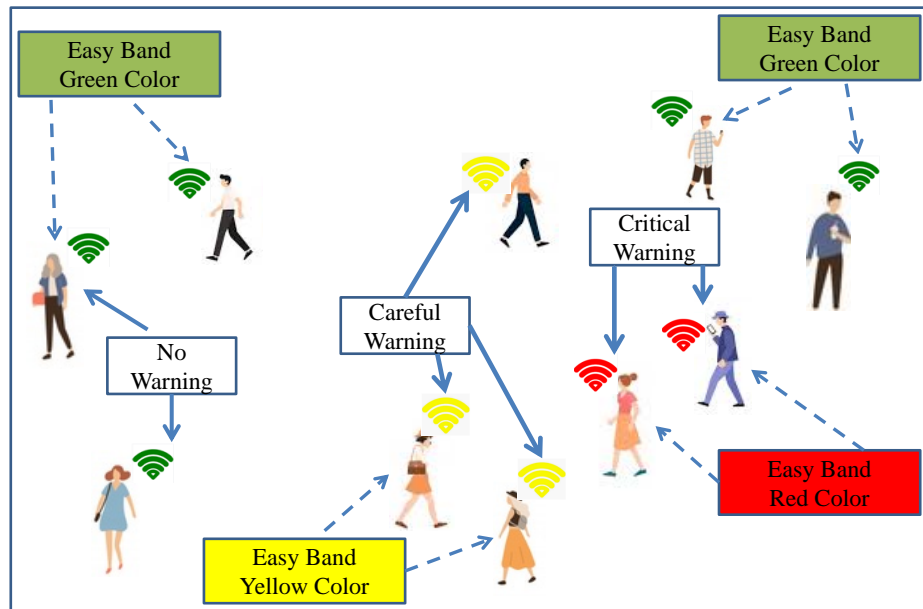 Easy Band
Green Color
Easy Band
Green Color
Critical
Warning
Careful
Warning
No
Warning
Easy Band
Red Color
Easy Band
Yellow Color